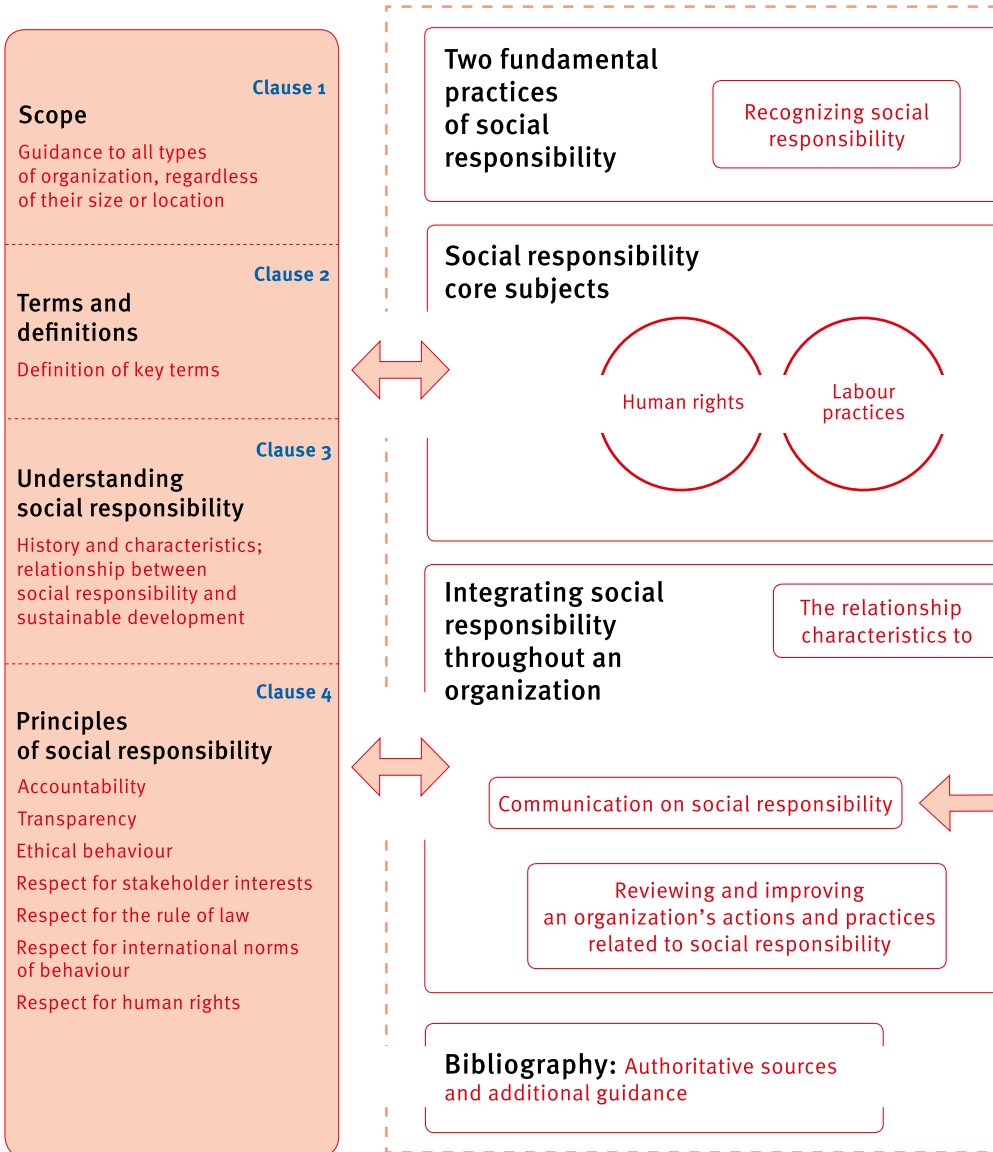 Clause 1
Scope
Guidance to all types
of organization, regardless
of their size or location
Clause 2
Terms and
definitions
Definition of key terms
Clause 3
Understanding
social responsibility
History and characteristics;
relationship between
social responsibility and
sustainable development
Clause 4
Principles
of social responsibility
Accountability
Transparency
Ethical behaviour
Respect for stakeholder interests
Respect for the rule of law
Respect for international norms
of behaviour
Respect for human rights
Two fundamental
practices
of social
responsibility
Recognizing social
responsibility
Social responsibility
core subjects
Human rights
Labour
practices
Integrating social
responsibility
throughout an
organization
The relationship
characteristics to
Communication on social responsibility
Reviewing and improving
an organization’s actions and practices
related to social responsibility
Bibliography: Authoritative sources
and additional guidance